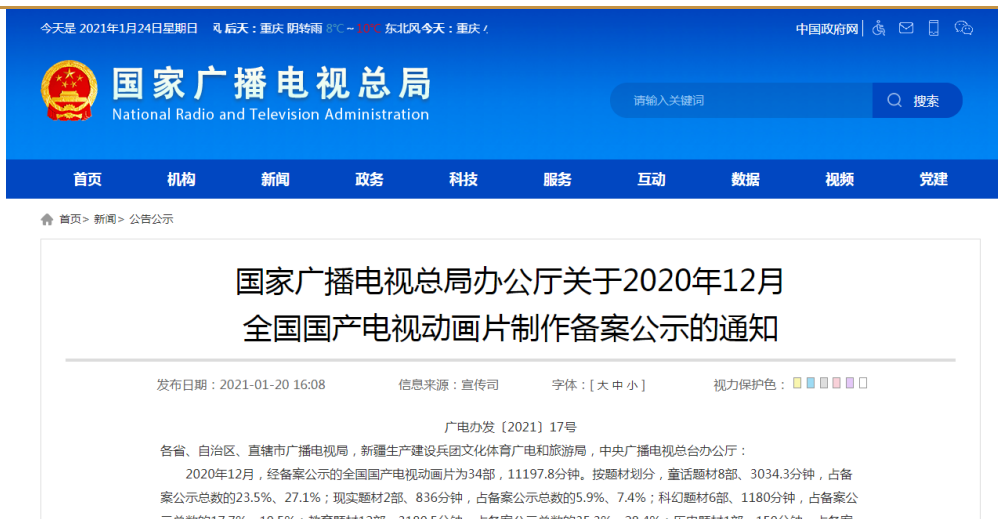 今天是 2021年1月24日星期日 后天：重庆 阴转雨 8℃~10℃ 东北风今天：重庆
中国政府网
国家广播电视总局
National Radio and Television Administration
请输入关键词
搜索
首页 机构 新闻 政务 科技 服务 互动 数据 视频 党建
首页> 新闻> 公告公示
国家广播电视总局办公厅关于2020年12月
全国国产电视动画片制作备案公示的通知
发布日期：2021-01-20 16:08 信息来源：宣传司 字体：[ 大 中 小 ] 视力保护色：
广电办发〔2021〕17号
各省、自治区、直辖市广播电视局，新疆生产建设兵团文化体育广电和旅游局，中央广播电视总台办公厅：
2020年12月，经备案公示的全国国产电视动画片为34部，11197.8分钟。按题材划分，童话题材8部、3034.3分钟，占备
案公示总数的23.5%、27.1%；现实题材2部、836分钟，占备案公示总数的5.9%、7.4%；科幻题材6部、1180分钟，占备案公